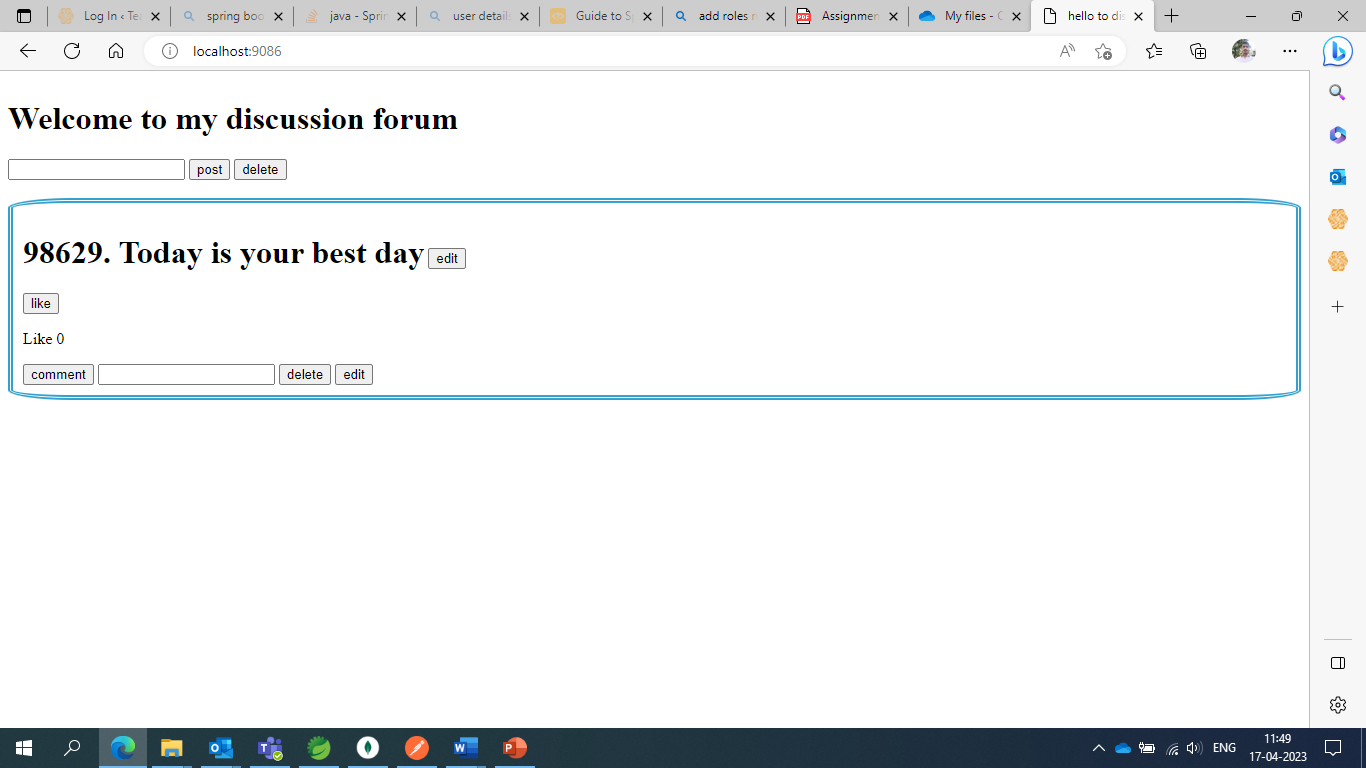 Log In ‹ Te
spring boo
java - Sprin
user details
Guide to S
add roles
Assignmen
My files -
hello to dis
localhost:9086
Welcome to my discussion forum
post delete
98629. Today is your best day edit
like
Like 0
comment delete edit
ENG
11:49
17-04-2023